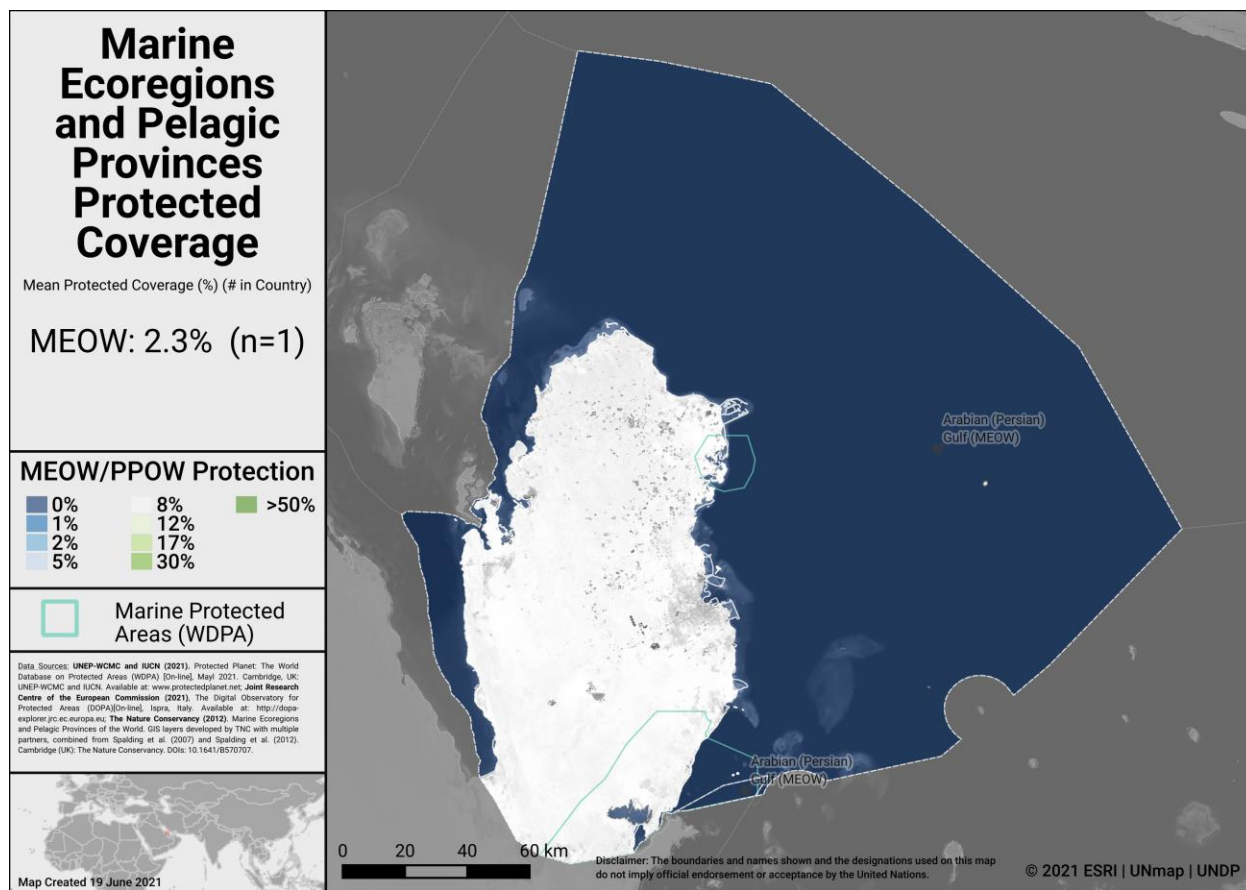 Marine
Ecoregions
and Pelagic
Provinces
Protected
Coverage
Mean Protected Coverage (%) (# in Country)
MEOW: 2.3% (n=1)
MEOW/PPOW Protection
0%
1%
2%
5%
8%
12%
17%
30%
>50%
Marine Protected
Areas (WDPA)
Data Sources: UNEP-WCMC and IUCN (2021). Protected Planet: The World
Database on Protected Areas (WDPA) [On-line], Mayl 2021. Cambridge, UK:
UNEP-WCMC and IUCN. Available at: www.protectedplanet.net; Joint Research
Centre of the European Commission (2021), The Digital Observatory for
Protected Areas (DOPA)[On-line], Ispra, Italy. Available at: http://dopa-
explorer.jrc.ec.europa.eu; The Nature Conservancy (2012). Marine Ecoregions
and Pelagic Provinces of the World. GIS layers developed by TNC with multiple
partners, combined from Spalding et al. (2007) and Spalding et al. (2012).
Cambridge (UK): The Nature Conservancy. DOIs: 10.1641/B570707.
Map Created 19 June 2021
Arabian (Persian)
Gulf (MEOW)
Arabian (Persian)
Gulf (MEOW)
0 20 40 60 km
Disclaimer: The boundaries and names shown and the designations used on this map
do not imply official endorsement or acceptance by the United Nations.
© 2021 ESRI | UNmap | UNDP